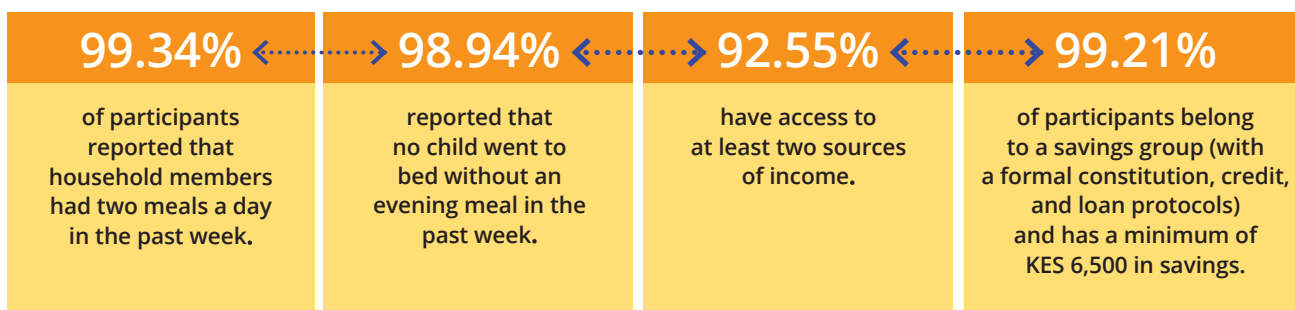 99.34%
of participants
reported that
household members
had two meals a day
in the past week.
98.94%
reported that
no child went to
bed without an
evening meal in the
past week.
92.55%
have access to
at least two sources
of income.
99.21%
of participants belong
to a savings group (with
a formal constitution, credit,
and loan protocols)
and has a minimum of
KES 6,500 in savings.